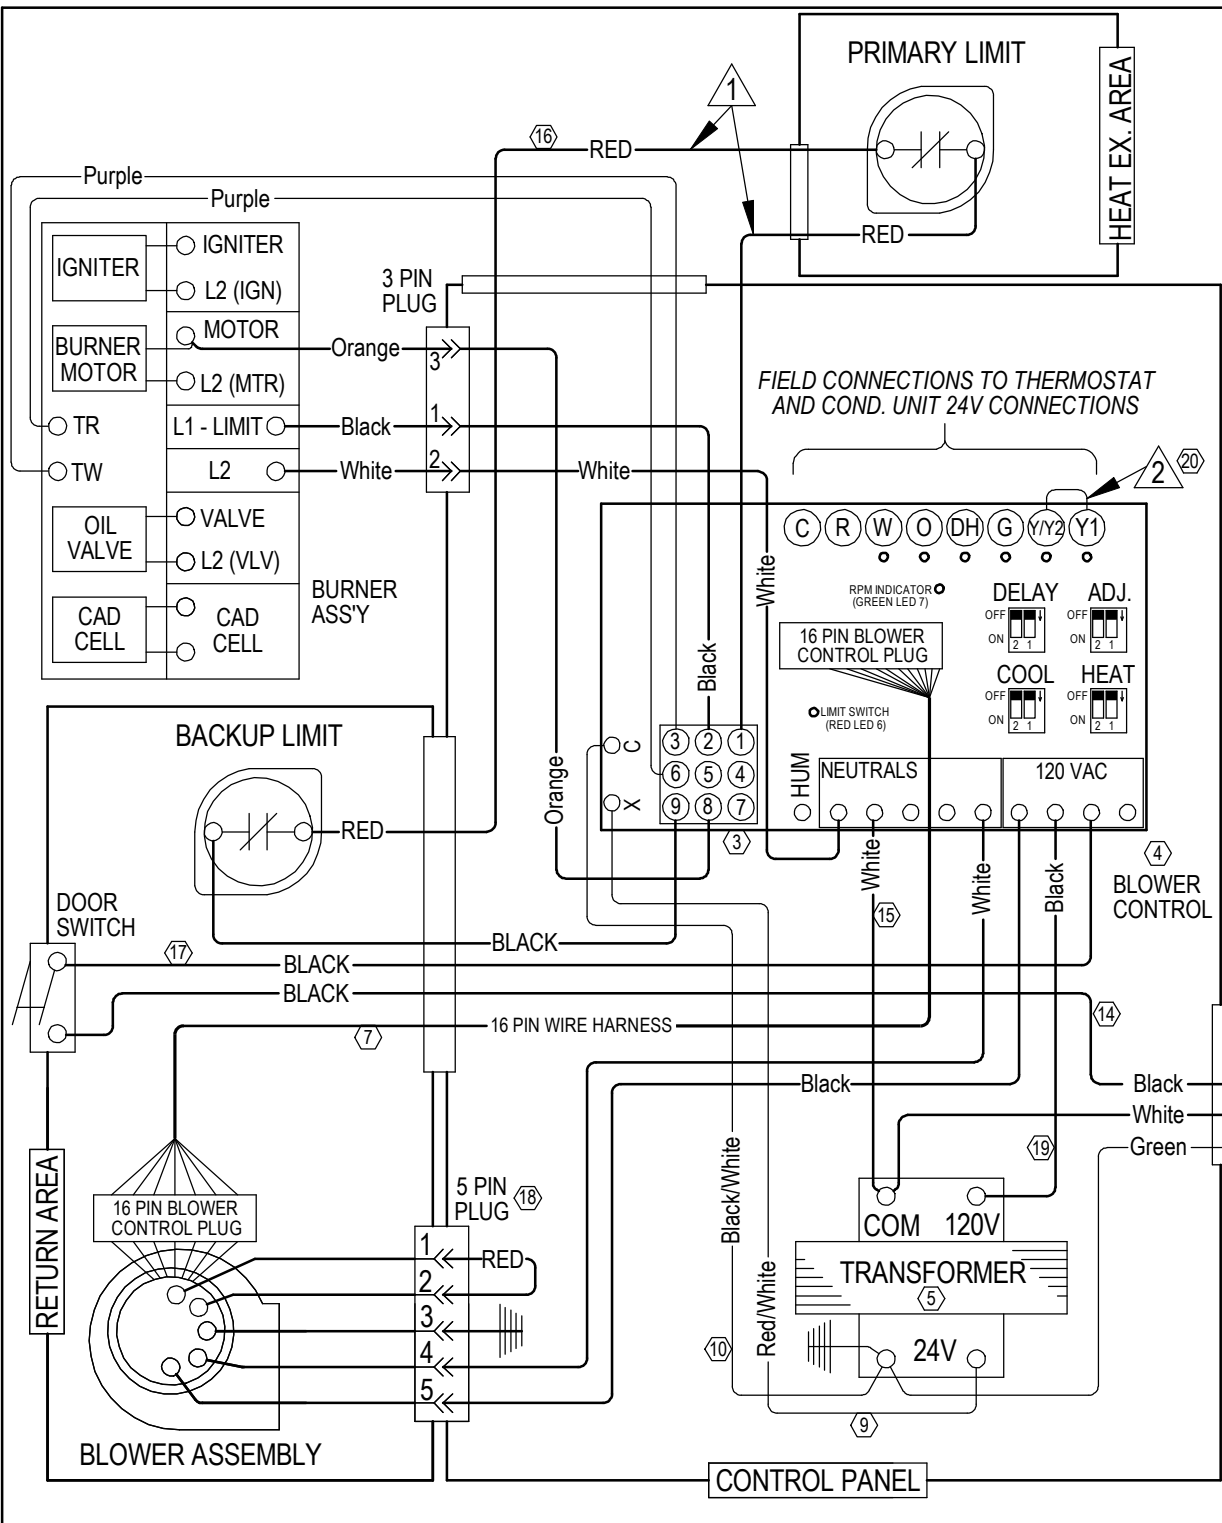 PRIMARY LIMIT
HEAT EX. AREA
1
16
RED
RED
Purple
Purple
IGNITER
IGNITER
L2 (IGN)
BURNER
MOTOR
MOTOR
L2 (MTR)
TR
L1 - LIMIT
TW
L2
OIL
VALVE
VALVE
L2 (VLV)
CAD
CELL
CAD
CELL
BURNER
ASS'Y
3 PIN
PLUG
3
1
2
Orange
Black
White
White
FIELD CONNECTIONS TO THERMOSTAT
AND COND. UNIT 24V CONNECTIONS
2
20
C R W O DH G Y/Y2 Y1
RPM INDICATOR
(GREEN LED 7)
DELAY
OFF
ON
2 1
ADJ.
OFF
ON
2 1
16 PIN BLOWER
CONTROL PLUG
COOL
OFF
ON
2 1
HEAT
OFF
ON
2 1
LIMIT SWITCH
(RED LED 6)
White
Black
Orange
C
X
3 2 1
6 5 4
9 8 7
3
HUM
NEUTRALS
120 VAC
4
BLOWER
CONTROL
BACKUP LIMIT
RED
DOOR
SWITCH
17
BLACK
BLACK
BLACK
7
16 PIN WIRE HARNESS
White
15
White
Black
14
Black
Black
White
Green
19
RETURN AREA
16 PIN BLOWER
CONTROL PLUG
5 PIN
PLUG
18
1
2
3
4
5
RED
BLOWER ASSEMBLY
Black/White
Red/White
10
9
COM 120V
TRANSFORMER
5
24V
CONTROL PANEL